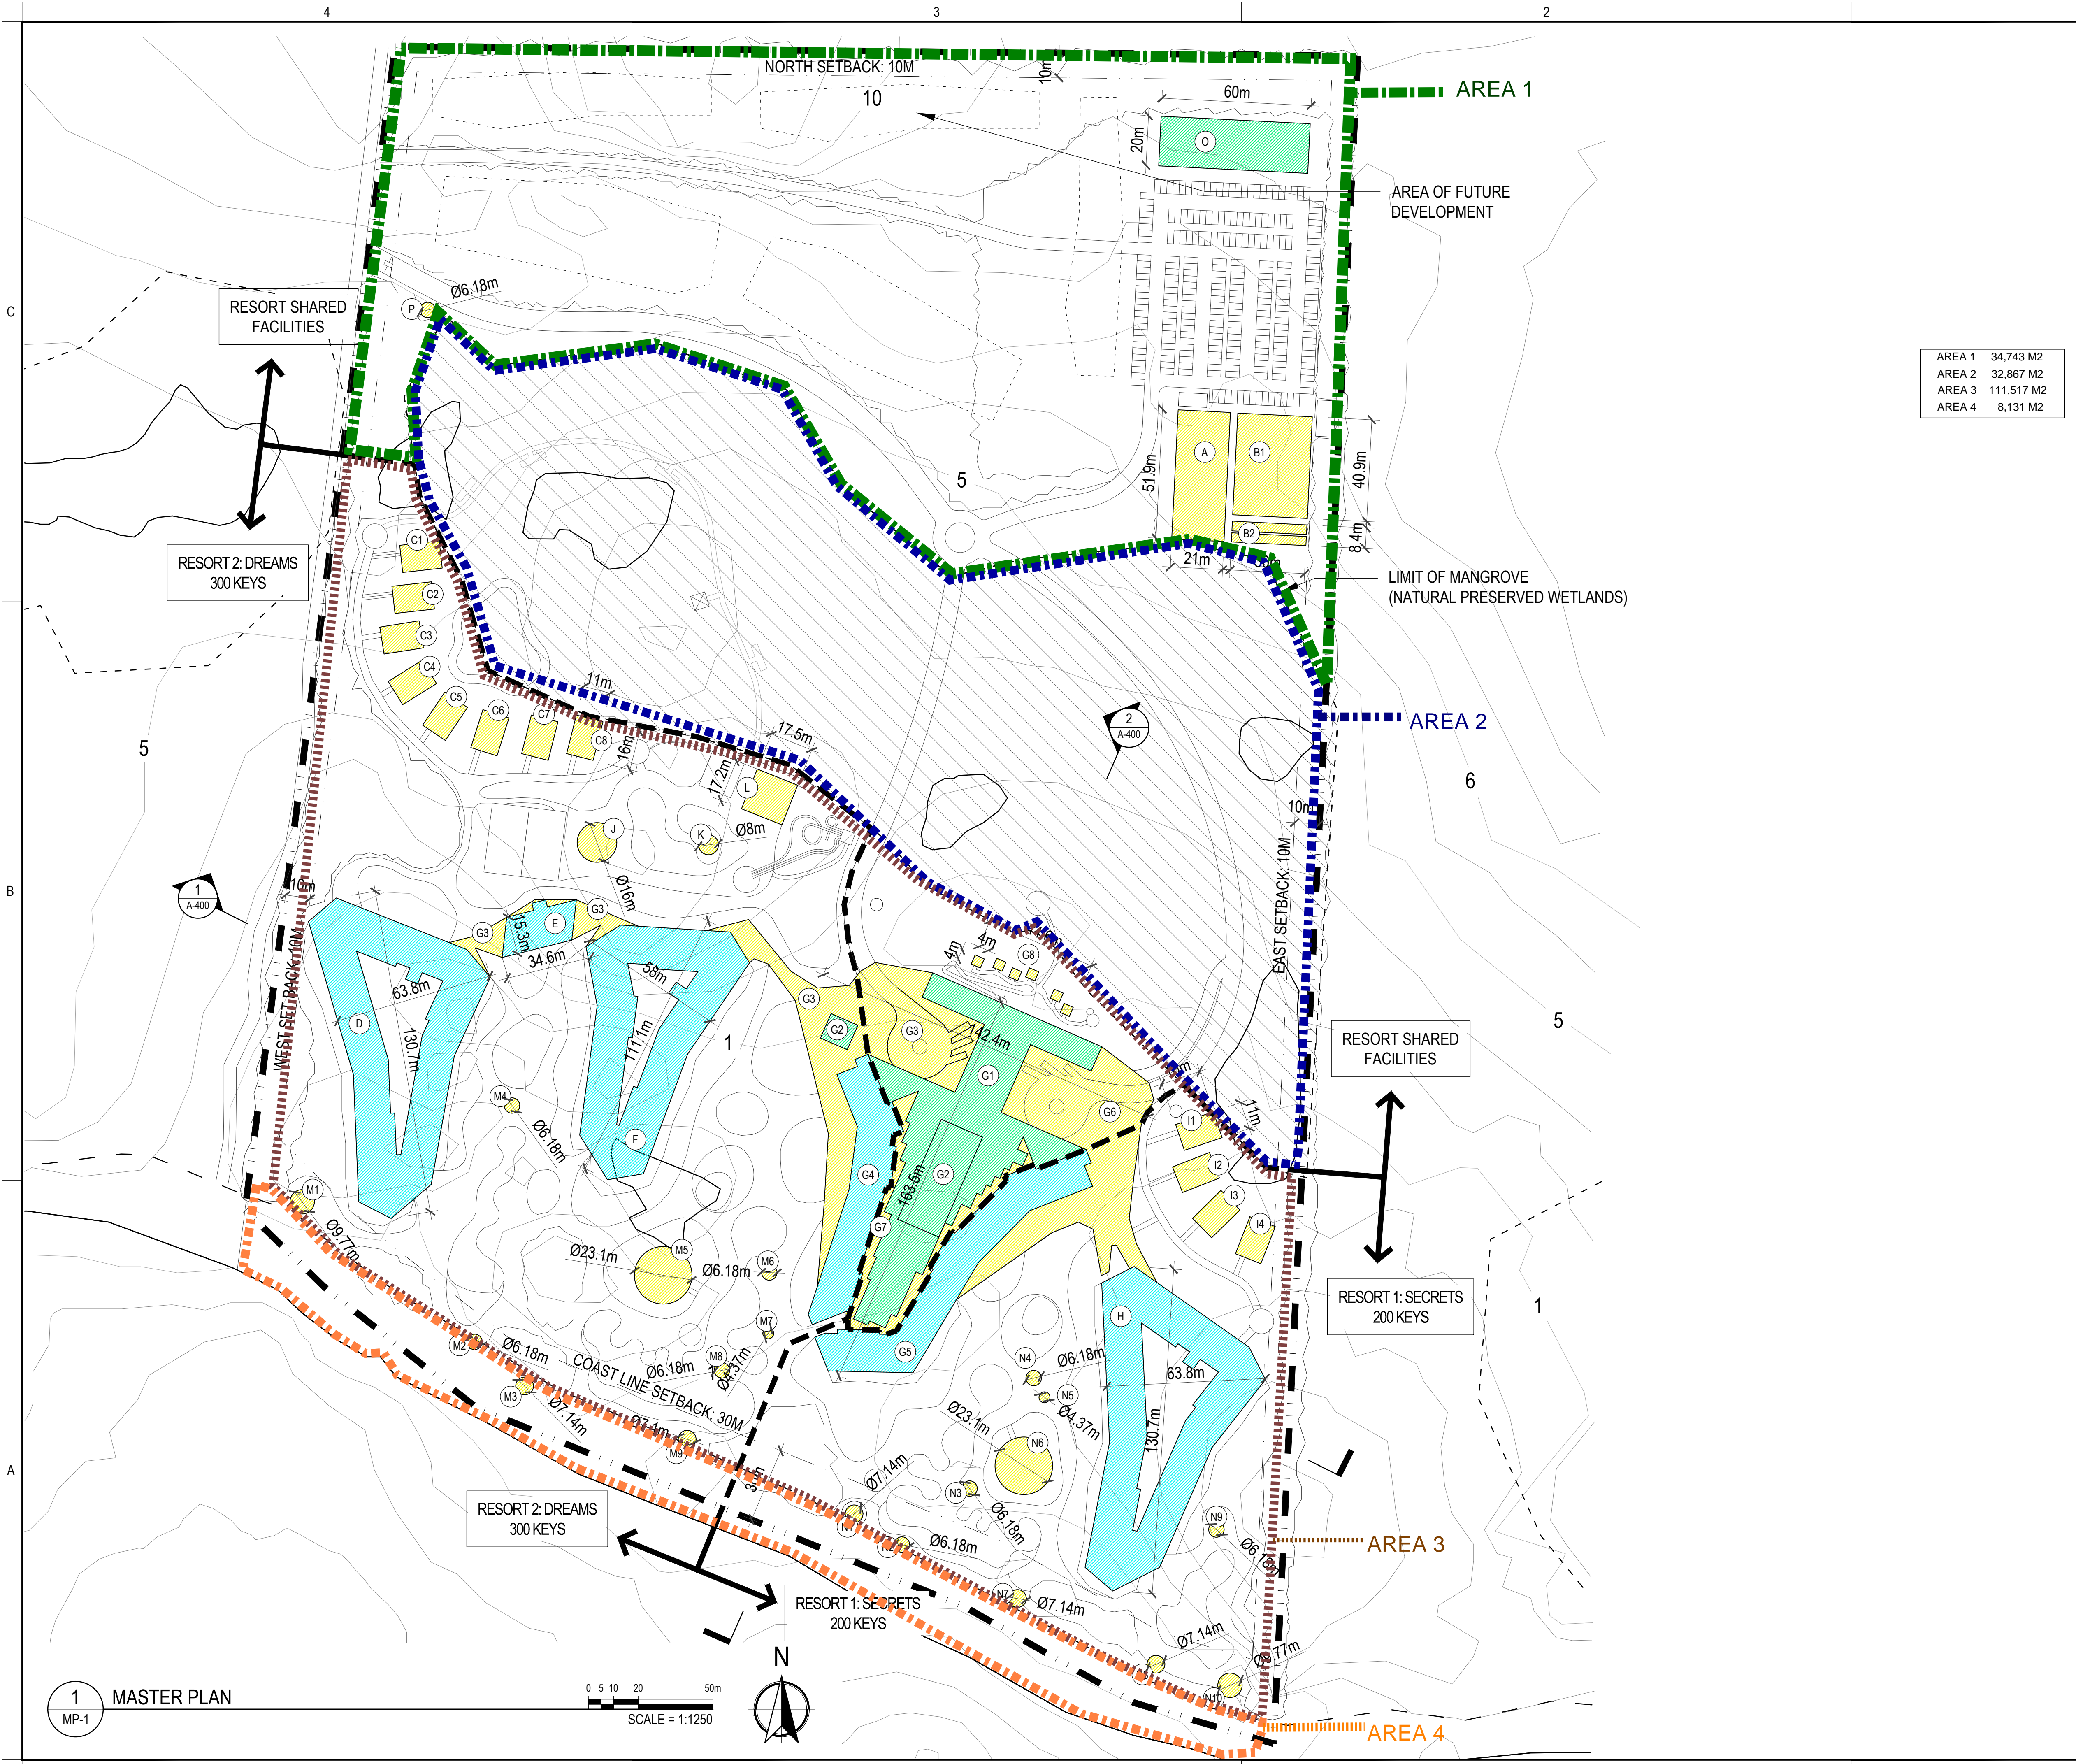 4
3
2
NORTH SETBACK: 10M
10m
10
60m
AREA 1
20m
O
AREA OF FUTURE
DEVELOPMENT
C
P
Ø6.18m
RESORT SHARED
FACILITIES
AREA 1 34,743 M2
AREA 2 32,867 M2
AREA 3 111,517 M2
AREA 4 8,131 M2
A
B1
51.9m
40.9m
5
B2
8.4m
21m
C1
RESORT 2: DREAMS
300 KEYS
LIMIT OF MANGROVE
(NATURAL PRESERVED WETLANDS)
C2
C3
C4
C5
C6
C7
C8
11m
16m
17.5m
17.2m
L
2
A-400
AREA 2
5
6
10m
J
K
Ø8m
Ø16m
1
A-400
10m
B
WEST SET BACK: 10M
EAST SETBACK: 10M
G3
E
G3
15.3m
34.6m
58m
63.8m
D
130.7m
111.1m
1
F
G3
G2
G3
142.4m
4m
4m
G8
G1
G6
5
RESORT SHARED
FACILITIES
M4
Ø6.18m
G4
G2
163.5m
G7
G5
I1
11m
I2
I3
I4
M1
Ø9.77m
Ø23.1m
M5
Ø6.18m
M6
M7
M8
Ø6.18m
Ø4.37m
M2
Ø6.18m
M3
Ø7.14m
COAST LINE SETBACK: 30M
Ø7.1m
M9
H
RESORT 1: SECRETS
200 KEYS
1
N4
Ø6.18m
N5
Ø4.37m
63.8m
130.7m
Ø23.1m
N6
A
Ø7.14m
N1
N3
Ø6.18m
Ø6.18m
N9
Ø6.18m
RESORT 2: DREAMS
300 KEYS
AREA 3
N7
Ø7.14m
RESORT 1: SECRETS
200 KEYS
Ø7.14m
Ø9.77m
N10
N
1
MP-1
MASTER PLAN
0 5 10 20 50m
SCALE = 1:1250
AREA 4